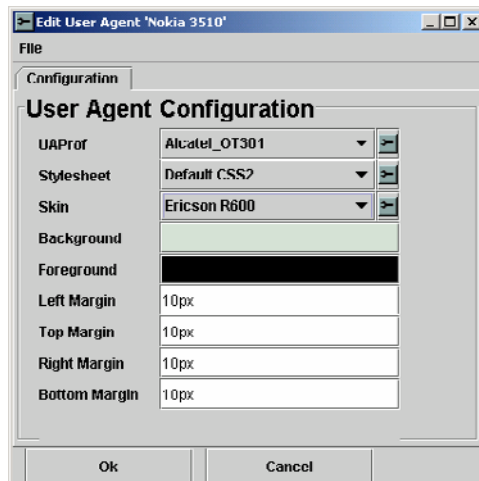 Edit User Agent 'Nokia 3510'
File
Configuration
User Agent Configuration
UAProf Alcatel_OT301
Stylesheet Default CSS2
Skin Ericson R600
Background
Foreground
Left Margin 10px
Top Margin 10px
Right Margin 10px
Bottom Margin 10px
Ok Cancel